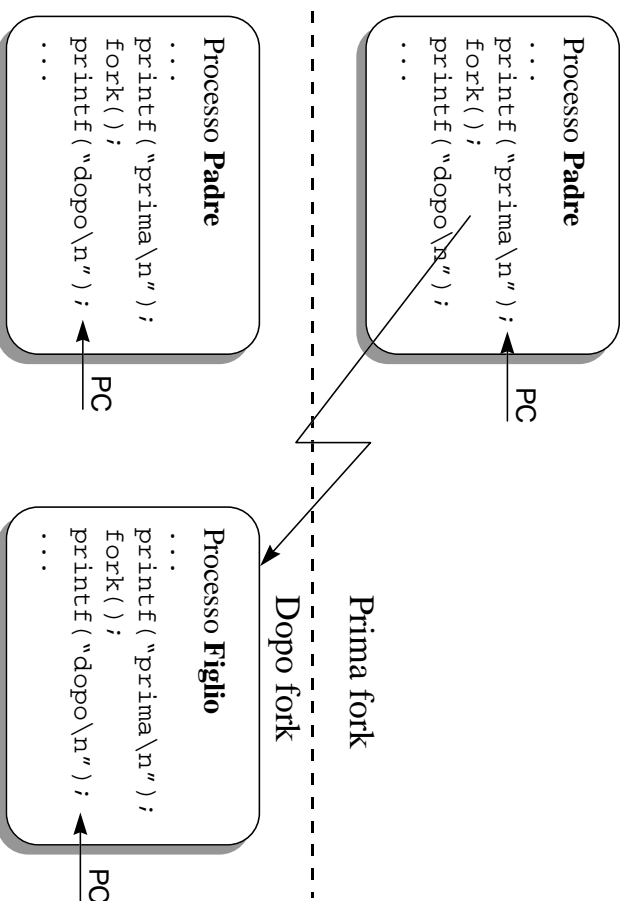 Processo Padre
...
printf("prima\n");
fork();
printf("dopo\n");
...
PC
Prima fork
Dopo fork
Processo Padre
...
printf("prima\n");
fork();
printf("dopo\n");
...
PC
Processo Figlio
...
printf("prima\n");
fork();
printf("dopo\n");
...
PC